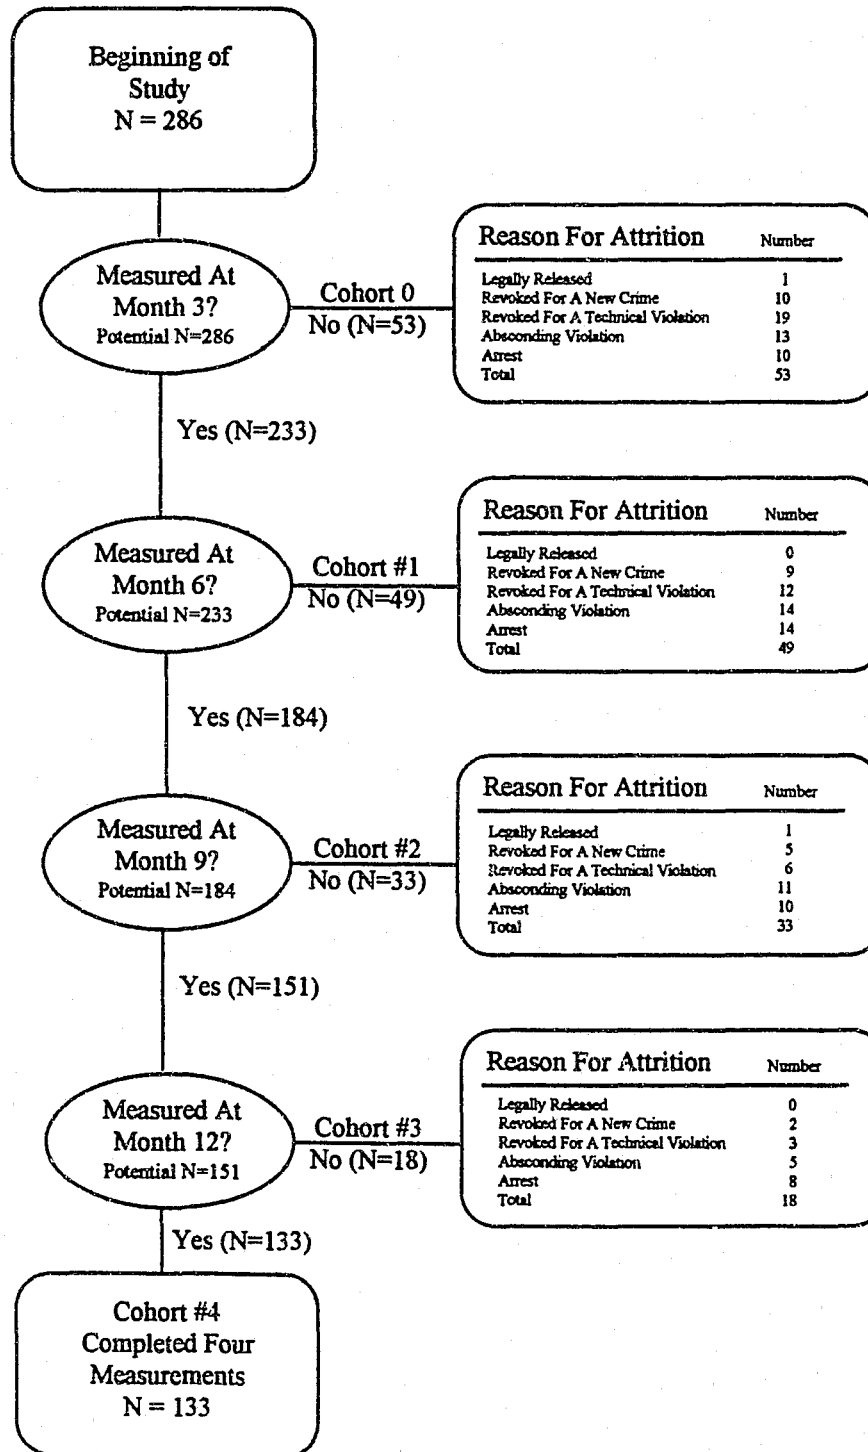 Beginning of
Study
N = 286
Measured At
Month 3?
Potential N=286
Cohort 0
No (N=53)
Reason For Attrition Number
Legally Released 1
Revoked For A New Crime 10
Revoked For A Technical Violation 19
Absconding Violation 13
Arrest 10
Total 53
Yes (N=233)
Measured At
Month 6?
Potential N=233
Cohort #1
No (N=49)
Reason For Attrition Number
Legally Released 0
Revoked For A New Crime 9
Revoked For A Technical Violation 12
Absconding Violation 14
Arrest 14
Total 49
Yes (N=184)
Measured At
Month 9?
Potential N=184
Cohort #2
No (N=33)
Reason For Attrition Number
Legally Released 1
Revoked For A New Crime 5
Revoked For A Technical Violation 6
Absconding Violation 11
Arrest 10
Total 33
Yes (N=151)
Measured At
Month 12?
Potential N=151
Cohort #3
No (N=18)
Reason For Attrition Number
Legally Released 0
Revoked For A New Crime 2
Revoked For A Technical Violation 3
Absconding Violation 5
Arrest 8
Total 18
Yes (N=133)
Cohort #4
Completed Four
Measurements
N = 133